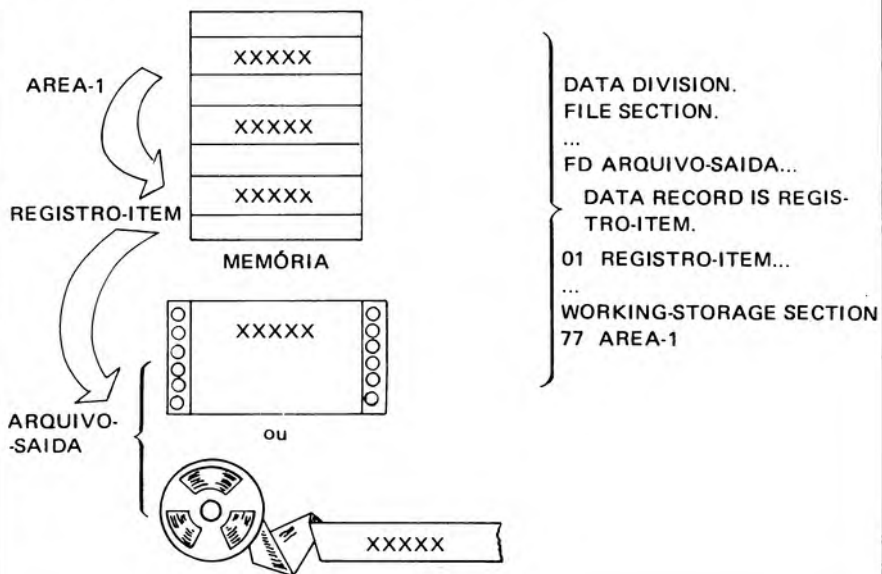 XXXXX
AREA-1
XXXXX
XXXXX
REGISTRO-ITEM
MEMÓRIA
XXXXX
ARQUIVO-
-SAIDA
ou
XXXXX
DATA DIVISION.
FILE SECTION.
...
FD ARQUIVO-SAIDA...
DATA RECORD IS REGIS-
TRO-ITEM.
01 REGISTRO-ITEM...
...
WORKING-STORAGE SECTION
77 AREA-1